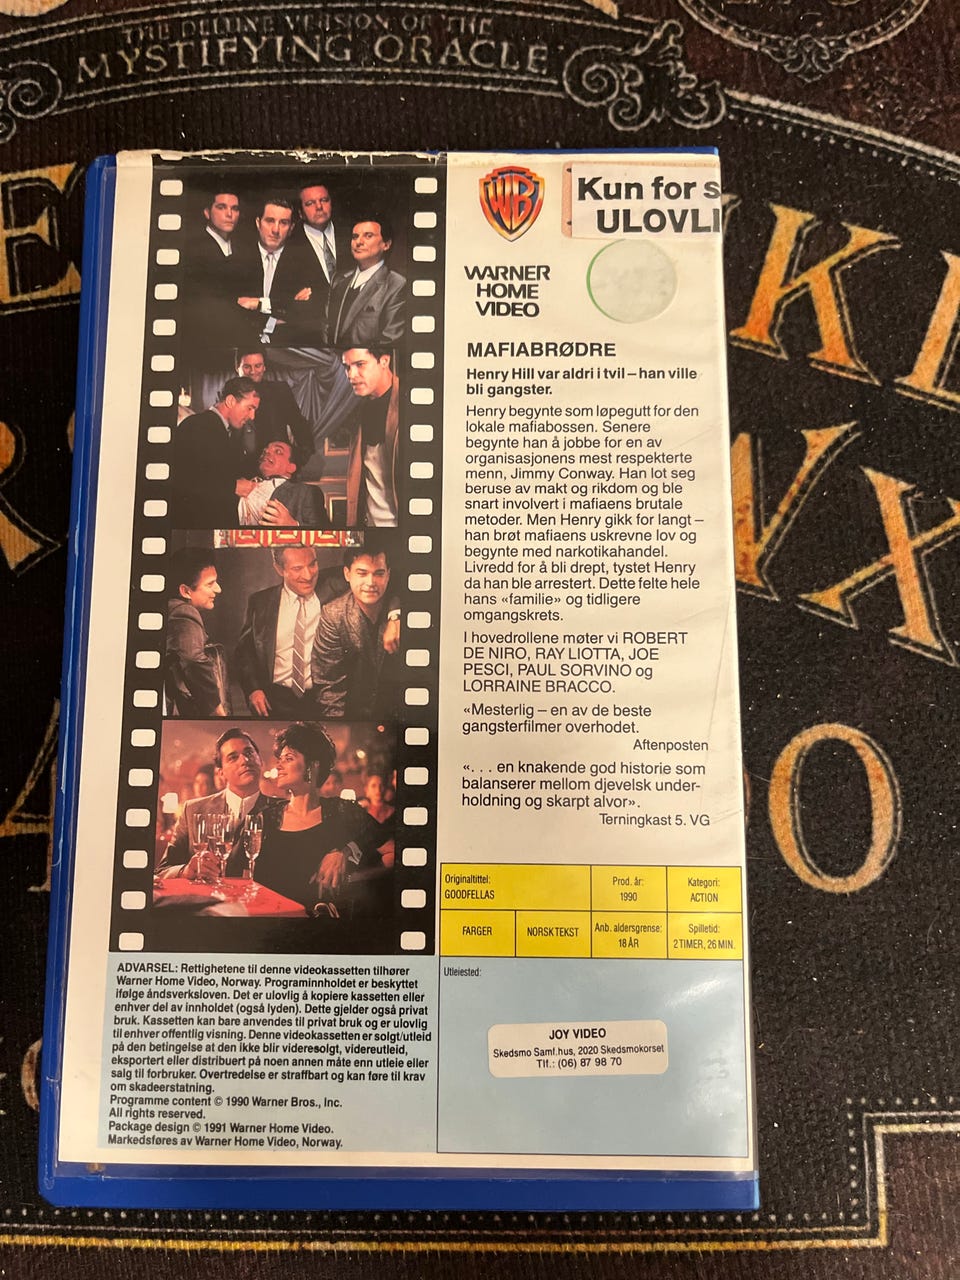 THE DELUXE VERSION OF THE
MYSTIFYING ORACLE
WB
Kun for s
ULOVLI
WARNER
HOME
VIDEO
MAFIABRØDRE
Henry Hill var aldri i tvil – han ville
bli gangster.
Henry begynte som løpegutt for den
lokale mafiabossen. Senere
begynte han å jobbe for en av
organisasjonens mest respekterte
menn, Jimmy Conway. Han lot seg
beruse av makt og rikdom og ble
snart involvert i mafiaens brutale
metoder. Men Henry gikk for langt –
han brøt mafiaens uskrevne lov og
begynte med narkotikahandel.
Livredd for å bli drept, tystet Henry
da han ble arrestert. Dette felte hele
hans «familie» og tidligere
omgangskrets.
I hovedrollene møter vi ROBERT
DE NIRO, RAY LIOTTA, JOE
PESCI, PAUL SORVINO og
LORRAINE BRACCO.
«Mesterlig – en av de beste
gangsterfilmer overhodet.
Aftenposten
«. . . en knakende god historie som
balanserer mellom djevelsk under-
holdning og skarpt alvor».
Terningkast 5. VG
Originaltittel:
GOODFELLAS
Prod. år:
1990
Kategori:
ACTION
FARGER
NORSK TEKST
Anb. aldersgrense:
18 ÅR
Spilletid:
2 TIMER, 26 MIN.
ADVARSEL: Rettighetene til denne videokassetten tilhører
Warner Home Video, Norway. Programinnholdet er beskyttet
ifølge åndsverksloven. Det er ulovlig å kopiere kassetten eller
enhver del av innholdet (også lyden). Dette gjelder også privat
bruk. Kassetten kan bare anvendes til privat bruk og er ulovlig
til enhver offentlig visning. Denne videokassetten er solgt/utleid
på den betingelse at den ikke blir videresolgt, videreutleid,
eksportert eller distribuert på noen annen måte enn utleie eller
salg til forbruker. Overtredelse er straffbart og kan føre til krav
om skadeerstatning.
Programme content © 1990 Warner Bros., Inc.
All rights reserved.
Package design © 1991 Warner Home Video.
Markedsføres av Warner Home Video, Norway.
Utleiested:
JOY VIDEO
Skedsmo Samf.hus, 2020 Skedsmokorset
Tlf.: (06) 87 98 70